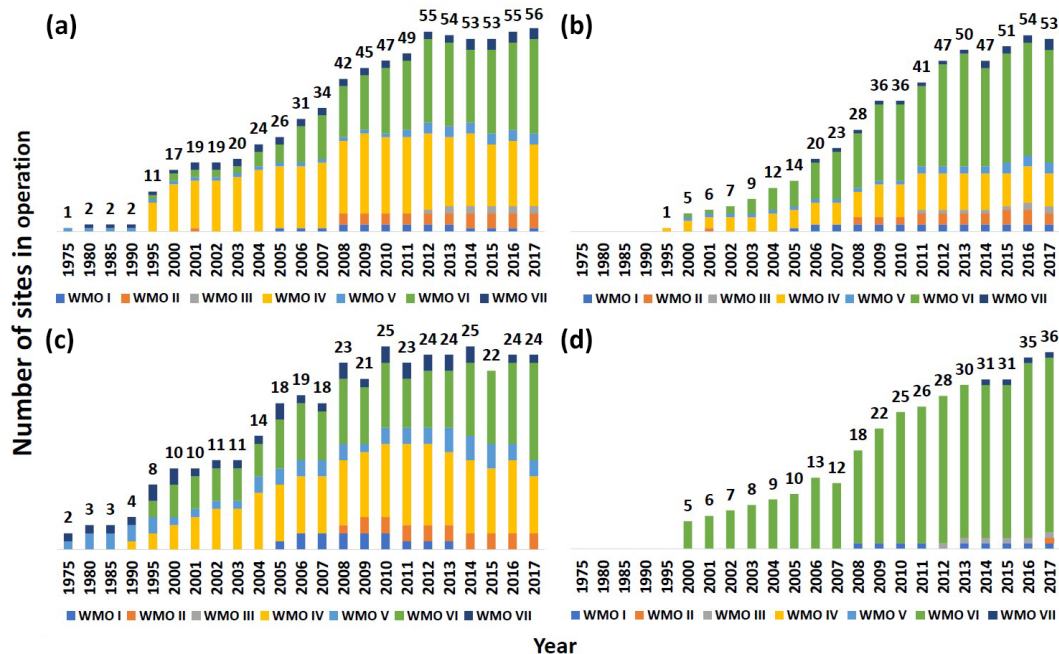 Number of sites in operation
(a)
1 2 2 2 11 17 19 19 20 24 26 31 34 42 45 47 49 55 54 53 53 55 56
1975 1980 1985 1990 1995 2000 2001 2002 2003 2004 2005 2006 2007 2008 2009 2010 2011 2012 2013 2014 2015 2016 2017
WMO I WMO II WMO III WMO IV WMO V WMO VI WMO VII
(b)
1 5 6 7 9 12 14 20 23 28 36 36 41 47 50 47 51 54 53
1975 1980 1985 1990 1995 2000 2001 2002 2003 2004 2005 2006 2007 2008 2009 2010 2011 2012 2013 2014 2015 2016 2017
WMO I WMO II WMO III WMO IV WMO V WMO VI WMO VII
(c)
2 3 3 4 8 10 10 11 11 14 18 19 18 23 21 25 23 24 24 25 22 24 24
1975 1980 1985 1990 1995 2000 2001 2002 2003 2004 2005 2006 2007 2008 2009 2010 2011 2012 2013 2014 2015 2016 2017
WMO I WMO II WMO III WMO IV WMO V WMO VI WMO VII
(d)
5 6 7 8 9 10 13 12 18 22 25 26 28 30 31 31 35 36
1975 1980 1985 1990 1995 2000 2001 2002 2003 2004 2005 2006 2007 2008 2009 2010 2011 2012 2013 2014 2015 2016 2017
WMO I WMO II WMO III WMO IV WMO V WMO VI WMO VII
Year